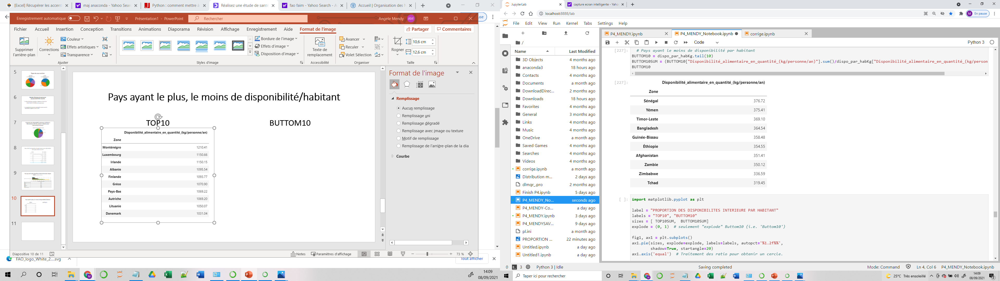 [Excel] Récupérer les accent
maj anaconda - Yahoo Sear
Python : comment mettre à
Réalisez une étude de santé
fao faim - Yahoo Search - A
Accueil | Organisation des N
Enregistrement automatique
Présentation1 - PowerPoint
Rechercher
Angele Mendy
AM
Fichier
Accueil
Insertion
Conception
Transitions
Animations
Diaporama
Révision
Affichage
Enregistrement
Aide
Format de l'image
Partager
Commentaires
Supprimer
l'arrière-plan
Corrections
Couleur
Effets artistiques
Transparence
Ajuster
Styles d'image
Bordure de l'image
Effets d'image
Disposition d'image
Texte de
remplacement
Accessibilité
Avancer
Reculer
Volet Sélection
Organiser
Rogner
10,6 cm
12,6 cm
Taille
5
6
7
8
9
10
11
Pays ayant le plus, le moins de disponibilité/habitant
TOP10
BUTTOM10
Disponibilité_alimentaire_en_quantité_(kg/personne/an)
Zone
Monténégro 1210.41
Luxembourg 1150.66
Irlande 1150.15
Albanie 1095.54
Finlande 1093.77
Grèce 1070.90
Pays-Bas 1069.22
Autriche 1069.20
Lituanie 1050.07
Danemark 1031.04
Format de l'image
Remplissage
Aucun remplissage
Remplissage uni
Remplissage dégradé
Remplissage avec image ou texture
Motif de remplissage
Remplissage de l'arrière-plan de la dia
Courbe
Diapositive 10 de 11
Notes
Paramètres d'affichage
73 %
FAO_logo_White_2....svg
Tout afficher
14:09
08/09/2021
JupyterLab
capture ecran intelligente - Yaho
localhost:8888/lab
M
En pause
File
Edit
View
Run
Kernel
Tabs
Settings
Help
/
Name
Last Modified
3D Objects 4 months ago
anaconda3 18 hours ago
Contacts 4 months ago
Documents a month ago
DownloadDirec... 2 months ago
Downloads 18 hours ago
Favorites 4 months ago
General 3 months ago
Links 4 months ago
Music 4 months ago
OneDrive a month ago
Saved Games 4 months ago
Searches 4 months ago
Videos 4 months ago
corrige.ipynb a month ago
Distribution m... 2 days ago
dlmgr_.pro 2 months ago
Finish P4.ipynb 5 days ago
P4_MENDY_No... seconds ago
P4_MENDY-Co... a day ago
P4_MENDY.ipynb 3 days ago
P4_MENDYSAV... 9 days ago
pl.ini a month ago
PROPORTION ... 22 minutes ago
Untitled.ipynb a day ago
Untitled1.ipynb a day ago
P4_MENDY.ipynb
P4_MENDY_Notebook.ipynb
corrige.ipynb
Code
Python 3
[227]:
# Pays ayant le moins de disponibilité par habitant
BUTTOM10 = dispo_par_habKg.tail(10)
BUTTOM10SUM = (BUTTOM10["Disponibilité_alimentaire_en_quantité_(kg/personne/an)"].sum()/dispo_par_habKg["Disponibilité_alimentaire_en_quantité_(kg/person
BUTTOM10
[227]:
Disponibilité_alimentaire_en_quantité_(kg/personne/an)
Zone
Sénégal 376.72
Yémen 375.41
Timor-Leste 369.10
Bangladesh 364.54
Guinée-Bissau 358.48
Éthiopie 354.55
Afghanistan 351.41
Zambie 350.12
Zimbabwe 336.59
Tchad 319.45
[ ]:
import matplotlib.pyplot as plt
label = "PROPORTION DES DISPONIBILITES INTERIEURE PAR HABITANT"
labels = "TOP10", "BUTTOM10"
sizes = [ TOP10SUM,  BUTTOM10SUM]
explode = (0, 1)  # seulement "explode" Buttom10 (i.e. 'Buttom10')
fig1, ax1 = plt.subplots()
ax1.pie(sizes, explode=explode, labels=labels, autopct='%1.2f%%',
shadow=True, startangle=20)
ax1.axis('equal')  # Traitement des ratio pour obtenir un cercle.
0
3
Python 3 | Idle
Saving completed
Mode: Command
Ln 4, Col 6
P4_MENDY_Notebook.ipynb
Taper ici pour rechercher
25°C Très ensoleillé
14:09
08/09/2021